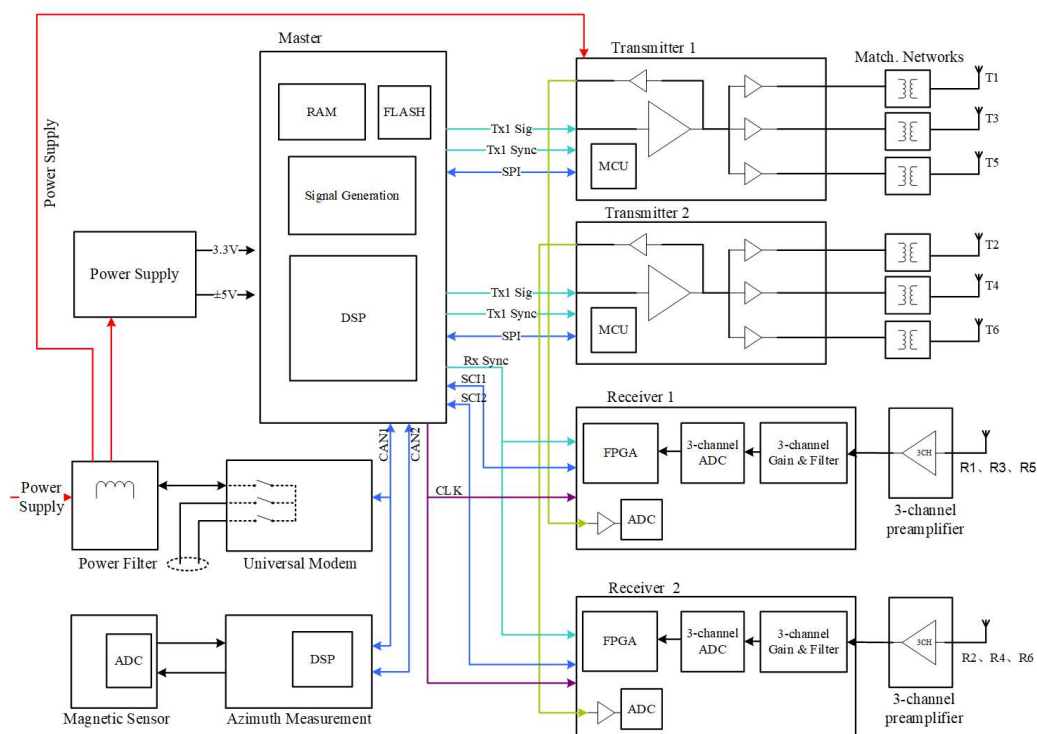 Master
Transmitter 1
Match. Networks
T1
RAM
FLASH
Tx1 Sig
T3
Tx1 Sync
MCU
SPI
T5
Power Supply
Signal Generation
Transmitter 2
3.3V
T2
Power Supply
±5V
DSP
Tx1 Sig
T4
Tx1 Sync
MCU
SPI
T6
Rx Sync
SCI1
SCI2
Receiver 1
CAN1
CAN2
FPGA
3-channel
ADC
3-channel
Gain & Filter
3CH
R1、R3、R5
Power
Supply
CLK
ADC
3-channel
preamplifier
Power Filter
Universal Modem
Receiver 2
FPGA
3-channel
ADC
3-channel
Gain & Filter
3CH
R2、R4、R6
ADC
DSP
ADC
3-channel
preamplifier
Magnetic Sensor
Azimuth Measurement